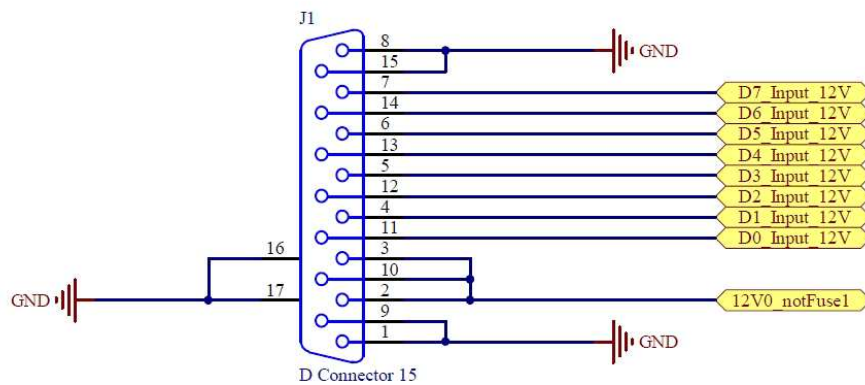 J1
8
GND
15
7
D7_Input_12V
14
D6_Input_12V
6
D5_Input_12V
13
D4_Input_12V
5
D3_Input_12V
12
D2_Input_12V
4
D1_Input_12V
11
D0_Input_12V
16
3
10
GND
17
2
12V0_notFuse1
9
1
GND
D Connector 15